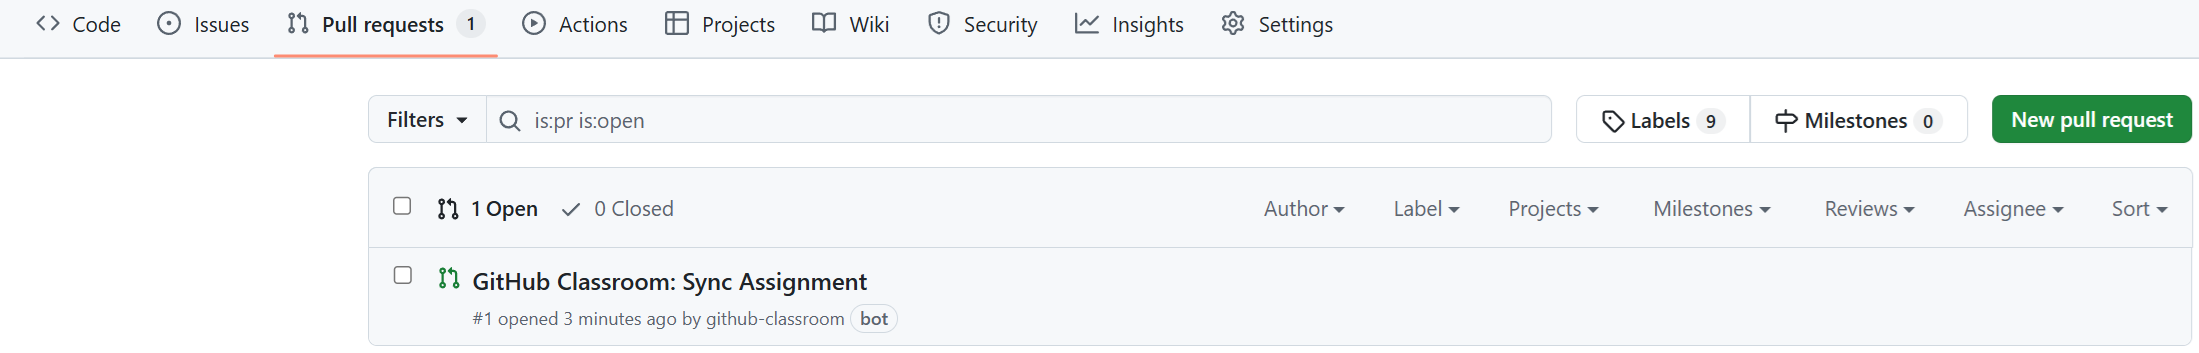 Code Issues Pull requests 1 Actions Projects Wiki Security Insights Settings
Filters is:pr is:open Labels 9 Milestones 0 New pull request
1 Open 0 Closed Author Label Projects Milestones Reviews Assignee Sort
GitHub Classroom: Sync Assignment
#1 opened 3 minutes ago by github-classroom bot